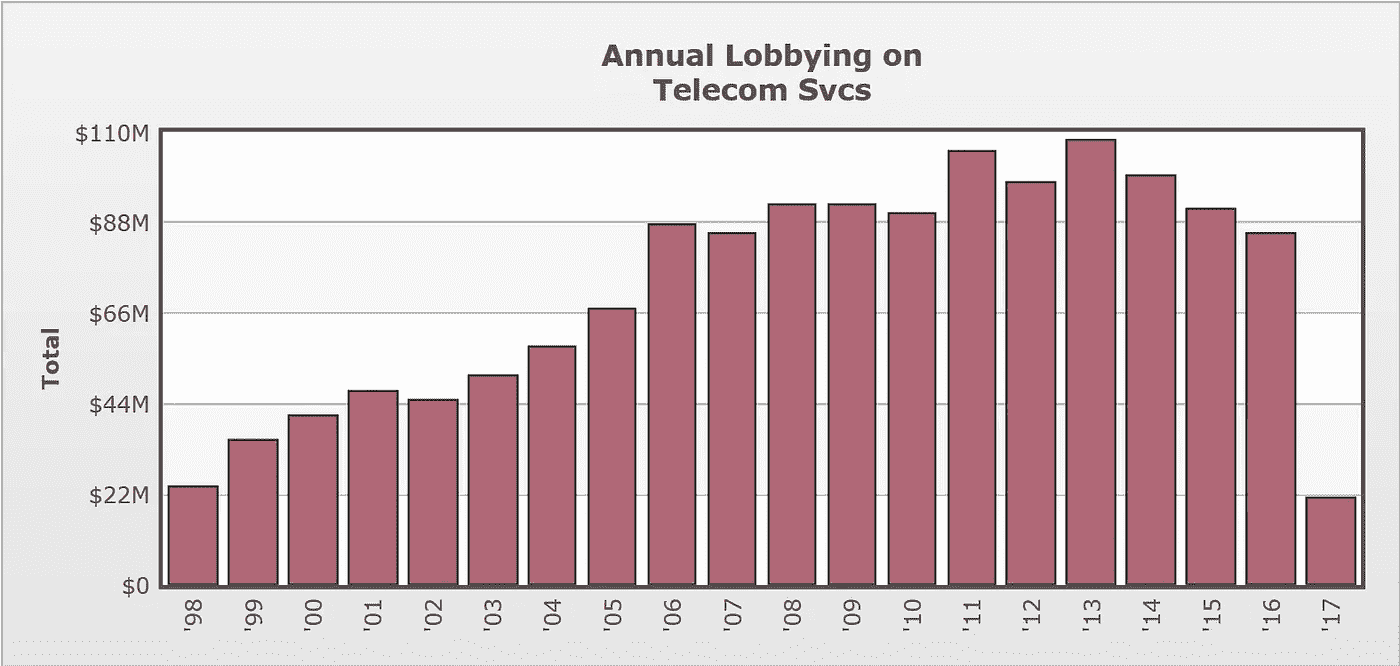 Annual Lobbying on
Telecom Svcs
$110M
$88M
$66M
$44M
$22M
$0
Total
'98 '99 '00 '01 '02 '03 '04 '05 '06 '07 '08 '09 '10 '11 '12 '13 '14 '15 '16 '17